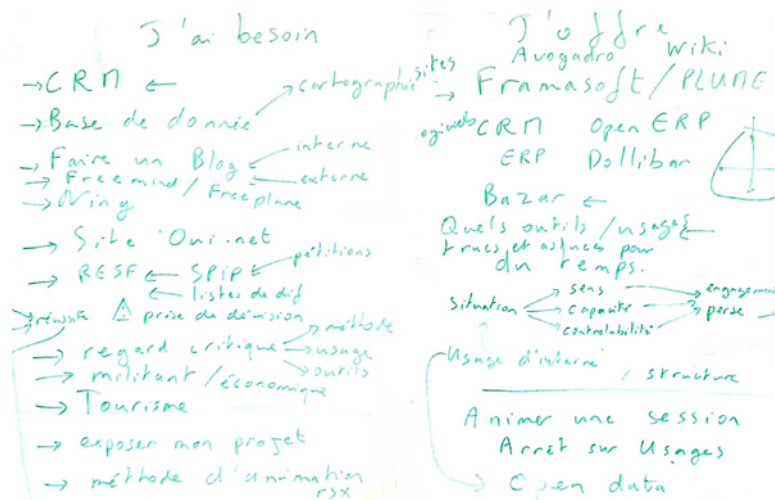 J'ai besoin
→ CRM ←
→ Base de donnée → cartographie
→ Faire un Blog ← interne
→ Freemind / Freeplane ← externe
→ Ning
→ Site Oui.net
→ RESF ← SPIP ← pétitions
← listes de dif
→ réussite ⚠ prise de démision
→ regard critique → méthode
→ usage
→ outils
→ militant / économique
→ Tourisme
→ exposer mon projet
→ méthode d'animation
rsx
J'offre
Avogadro Wiki
sites → Framasoft / PLUME
ogiciels CRM Open ERP
ERP Dollibar
Bazar ←
Quels outils / usages ←
trucs et astuces pour
du temps.
Situation → sens → engagement
→ capacité → perse
→ controlabilité
Usage d'interne
/ structure
Animer une session
Arrêt sur Usages
→ Open data